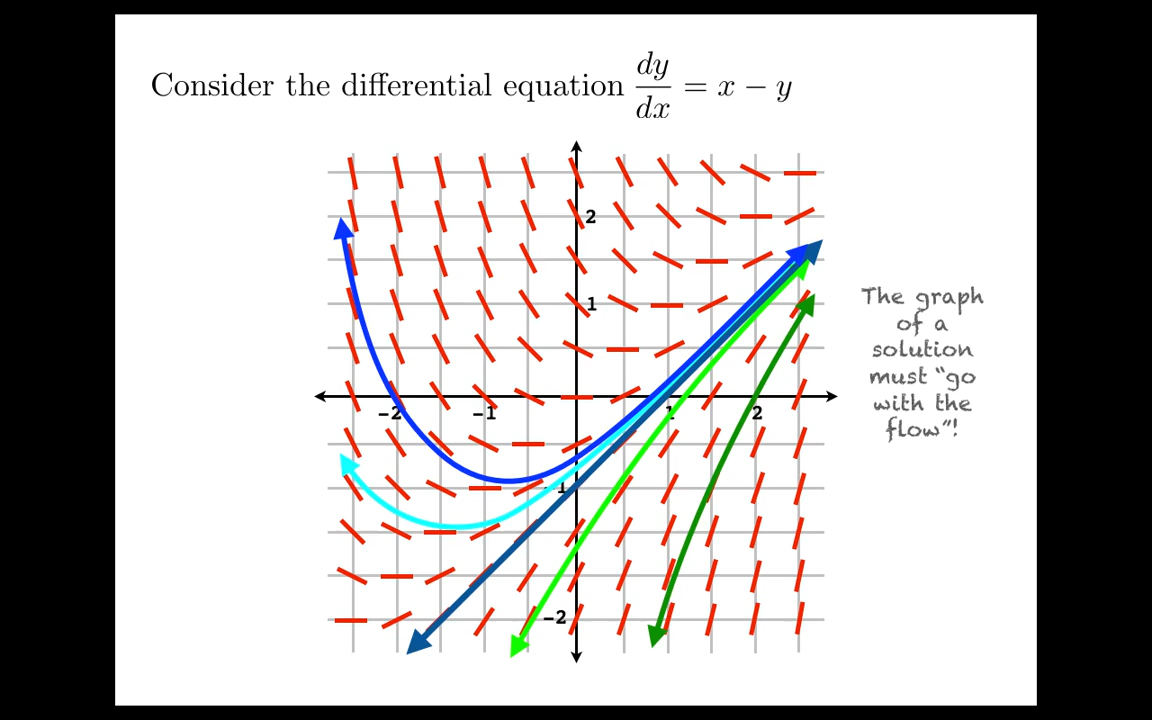 Consider the differential equation dy/dx = x − y
2
1
−2 −1 1 2
−1
−2
The graph
of a
solution
must “go
with the
flow”!